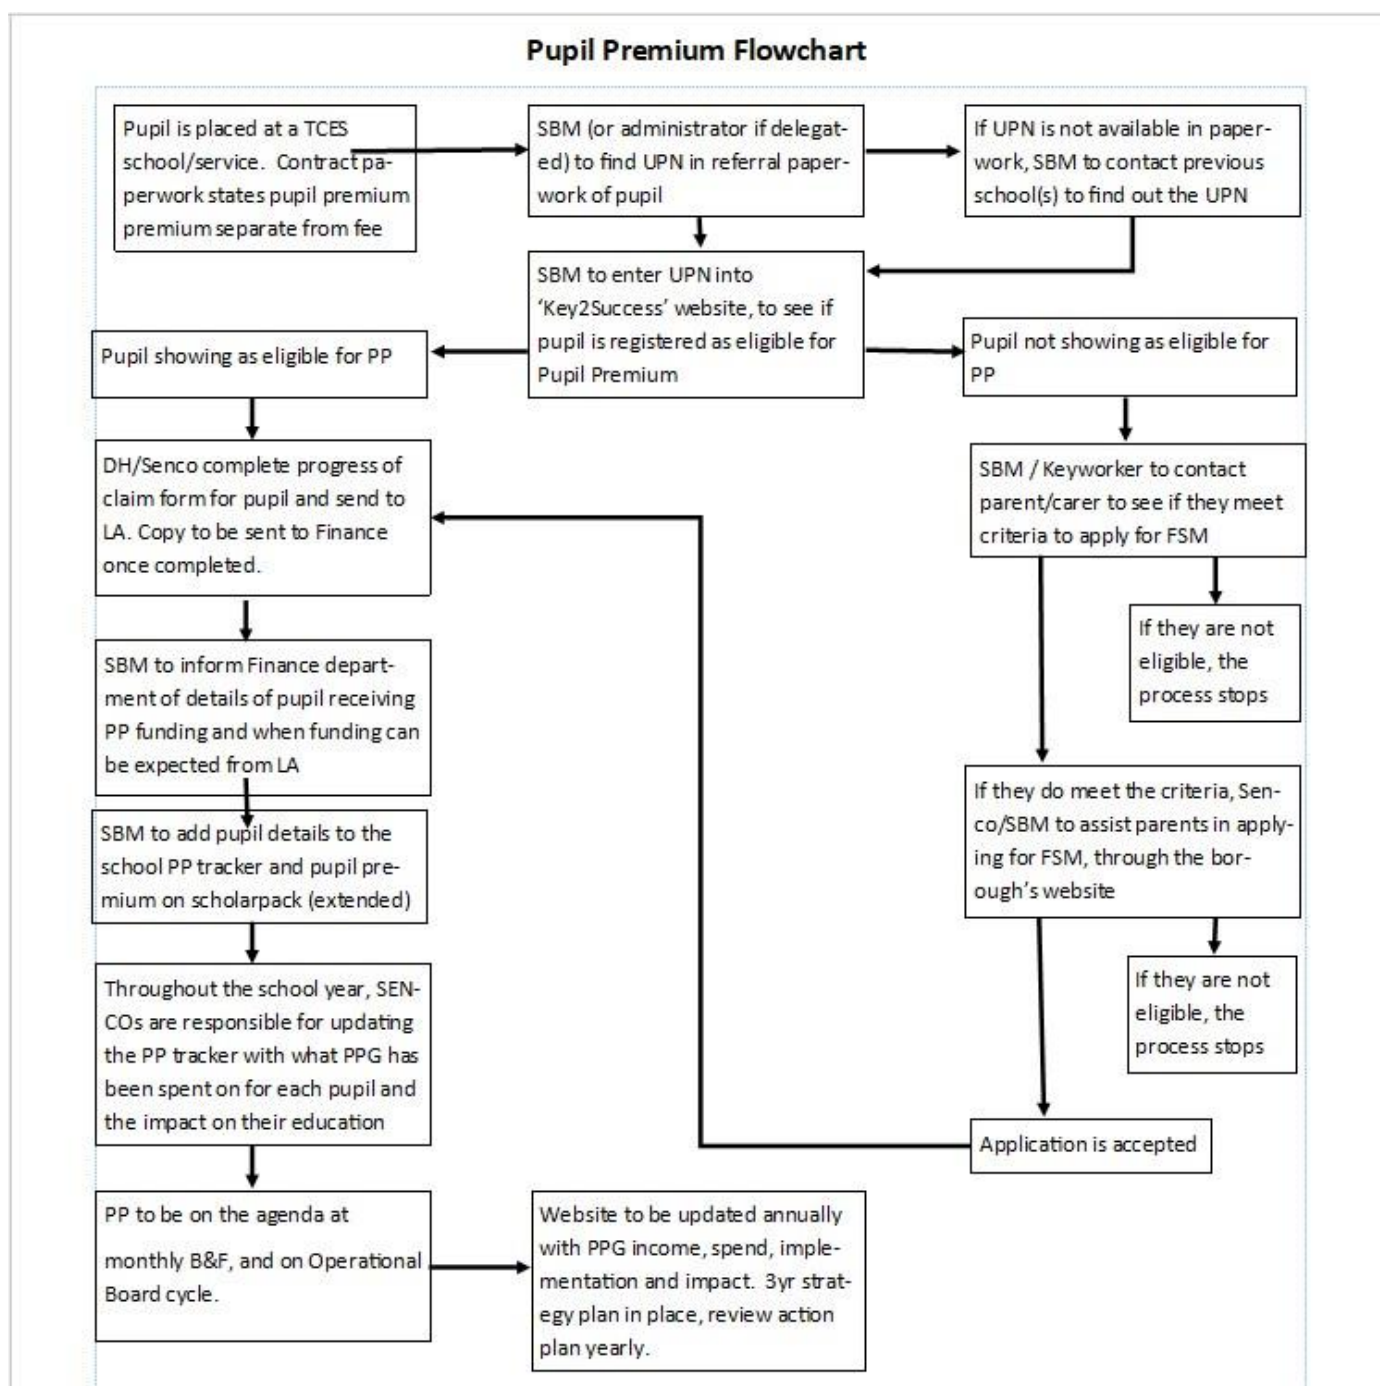 Pupil Premium Flowchart
Pupil is placed at a TCES
school/service.  Contract pa-
perwork states pupil premium
premium separate from fee
SBM (or administrator if delegat-
ed) to find UPN in referral paper-
work of pupil
If UPN is not available in paper-
work, SBM to contact previous
school(s) to find out the UPN
SBM to enter UPN into
‘Key2Success’ website, to see if
pupil is registered as eligible for
Pupil Premium
Pupil showing as eligible for PP
Pupil not showing as eligible for
PP
DH/Senco complete progress of
claim form for pupil and send to
LA. Copy to be sent to Finance
once completed.
SBM / Keyworker to contact
parent/carer to see if they meet
criteria to apply for FSM
If they are not
eligible, the
process stops
SBM to inform Finance depart-
ment of details of pupil receiving
PP funding and when funding can
be expected from LA
If they do meet the criteria, Sen-
co/SBM to assist parents in apply-
ing for FSM, through the bor-
ough’s website
SBM to add pupil details to the
school PP tracker and pupil pre-
mium on scholarpack (extended)
If they are not
eligible, the
process stops
Throughout the school year, SEN-
COs are responsible for updating
the PP tracker with what PPG has
been spent on for each pupil and
the impact on their education
Application is accepted
PP to be on the agenda at
monthly B&F, and on Operational
Board cycle.
Website to be updated annually
with PPG income, spend, imple-
mentation and impact.  3yr strat-
egy plan in place, review action
plan yearly.